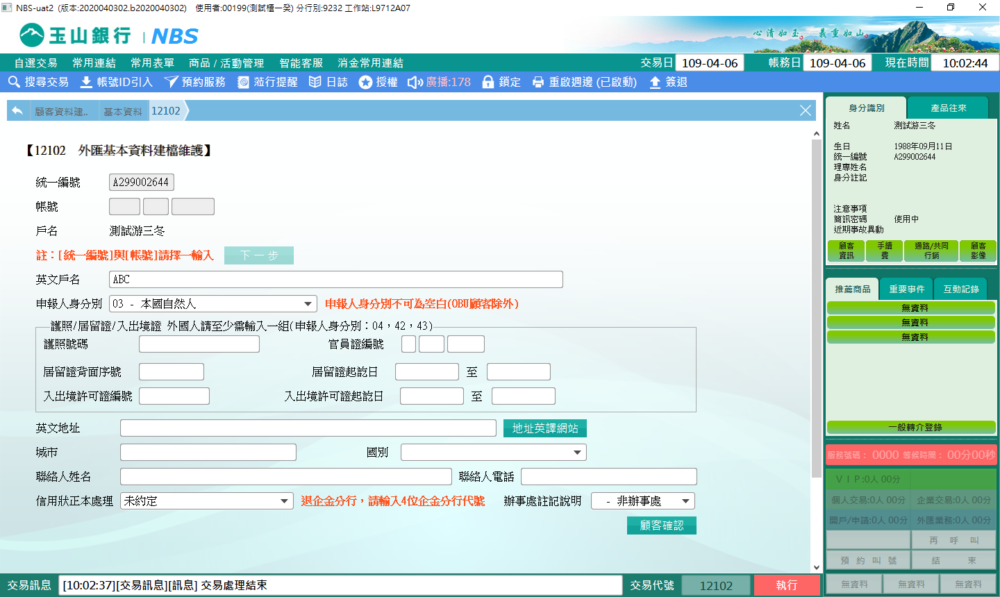 NBS-uat2 (版本:2020040302.b2020040302) 使用者:00199(測試櫃一癸) 分行別:9232 工作站:L9712A07
玉山銀行 NBS
心清如玉。 義重如山。
自選交易 常用連結 常用表單 商品 / 活動管理 智能客服 消金常用連結 交易日 109-04-06 帳務日 109-04-06 現在時間 10:02:44
搜尋交易 帳號ID引入 預約服務 蒞行提醒 日誌 授權 廣播:178 鎖定 重啟週邊 (已啟動) 簽退
顧客資料建.. 基本資料 12102
【12102 外匯基本資料建檔維護】
統一編號 A299002644
帳號
戶名 測試游三冬
註：[統一編號]與[帳號]請擇一輸入 下一步
英文戶名 ABC
申報人身分別 03 - 本國自然人 申報人身分別不可為空白(OBU顧客除外)
護照/居留證/入出境證 外國人請至少需輸入一組(申報人身分別：04，42，43)
護照號碼 官員證編號
居留證背面序號 居留證起訖日 至
入出境許可證編號 入出境許可證起訖日 至
英文地址 地址英譯網站
城市 國別
聯絡人姓名 聯絡人電話
信用狀正本處理 未約定 退企金分行，請輸入4位企金分行代號 辦事處註記說明 - 非辦事處
顧客確認
交易訊息 [10:02:37][交易訊息][訊息] 交易處理結束 交易代號 12102 執行
身分識別 產品往來
姓名 測試游三冬
生日 1988年09月11日
統一編號 A299002644
理專姓名
身分註記
注意事項
簡訊密碼 使用中
近期事故異動
顧客資訊 手續費 通路/共同行銷 顧客影像
推薦商品 重要事件 互動記錄
無資料
無資料
無資料
一般轉介登錄
服務號碼： 0000 等候時間： 00分00秒
ＶＩＰ:0人 00分
個人交易:0人 00分 企業交易:0人 00分
開戶/申請:0人 00分 外匯業務:0人 00分
再 呼 叫
預 約 叫 號 結 束
無資料 無資料 無資料